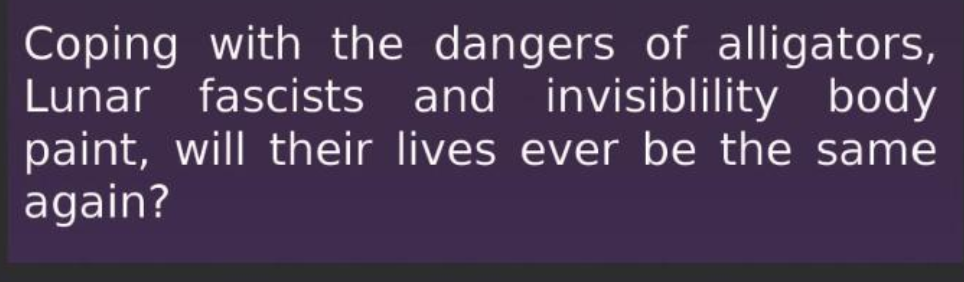 Coping with the dangers of alligators,
Lunar fascists and invisiblility body
paint, will their lives ever be the same
again?